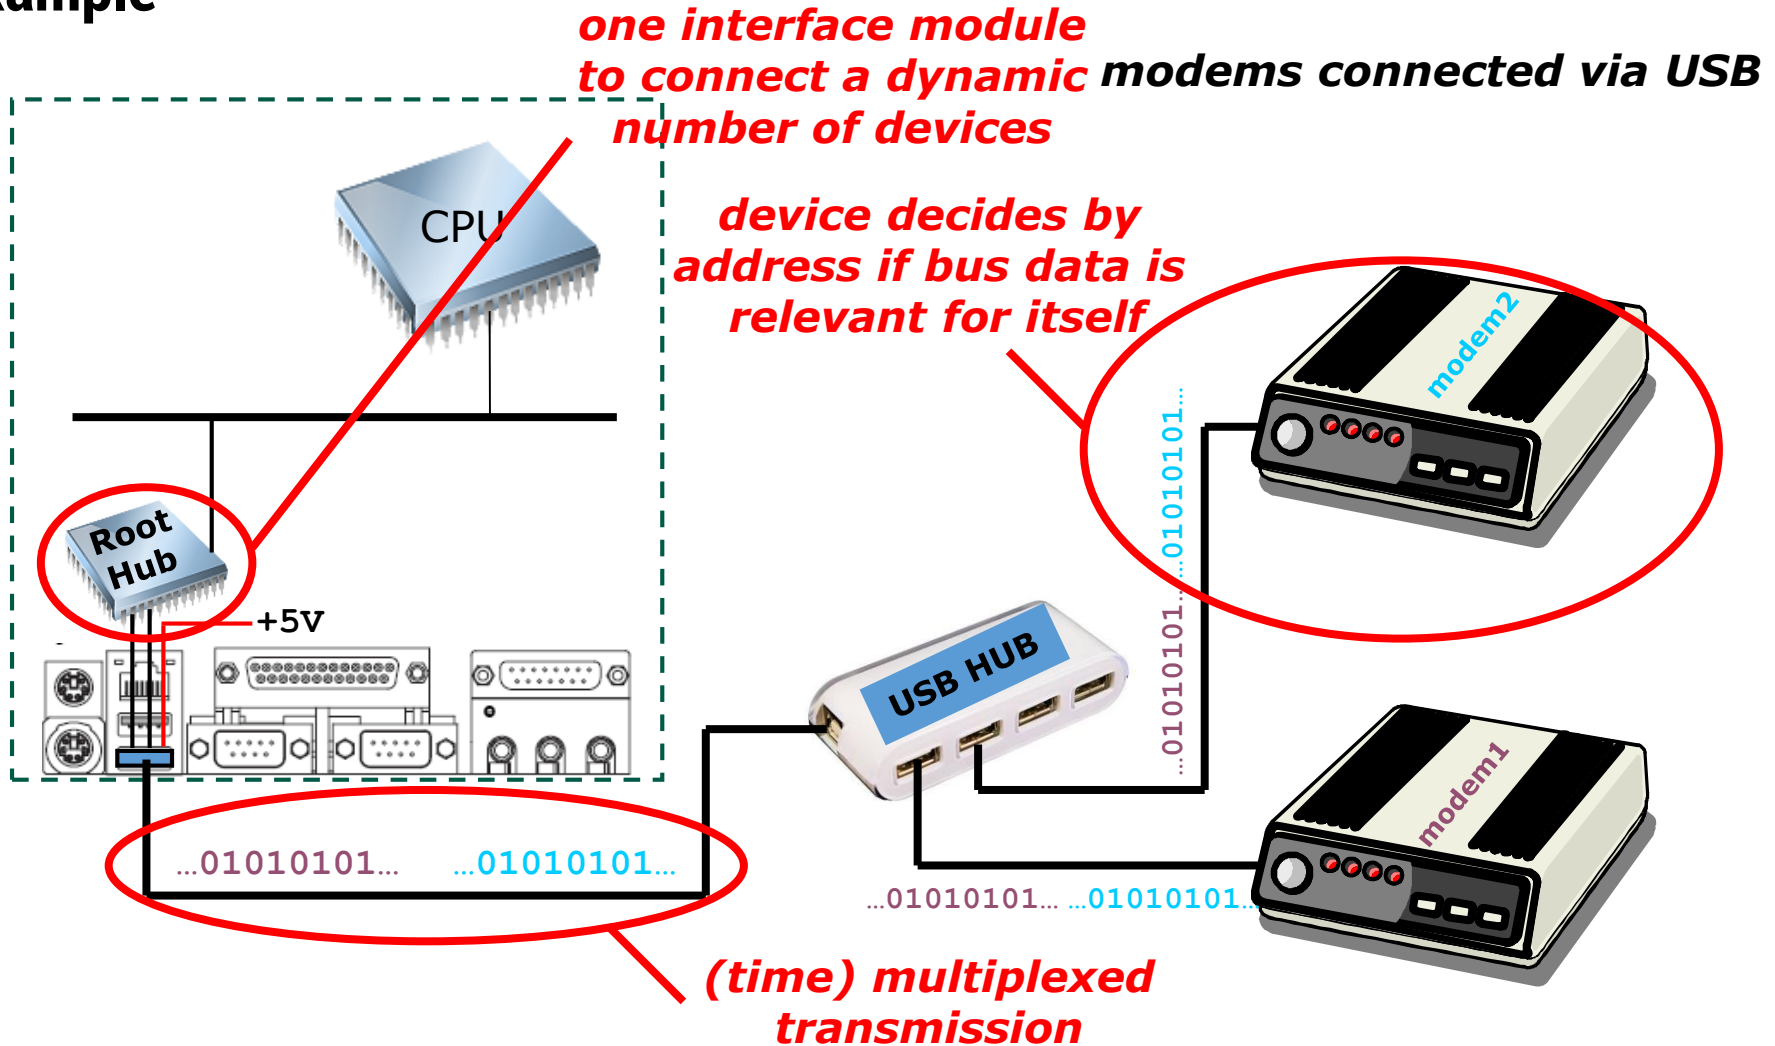 one interface module
to connect a dynamic
number of devices
modems connected via USB
CPU
device decides by
address if bus data is
relevant for itself
modem2
...01010101...
...01010101...
Root
Hub
+5V
USB HUB
modem1
...01010101... ...01010101...
...01010101... ...01010101...
(time) multiplexed
transmission